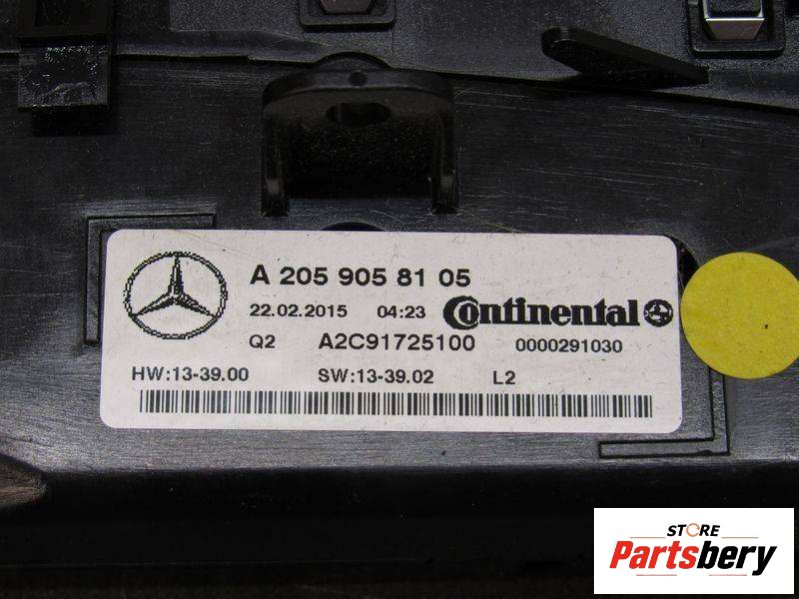 A 205 905 81 05
22.02.2015 04:23 Continental
Q2 A2C91725100 0000291030
HW:13-39.00 SW:13-39.02 L2
STORE
Partsbery